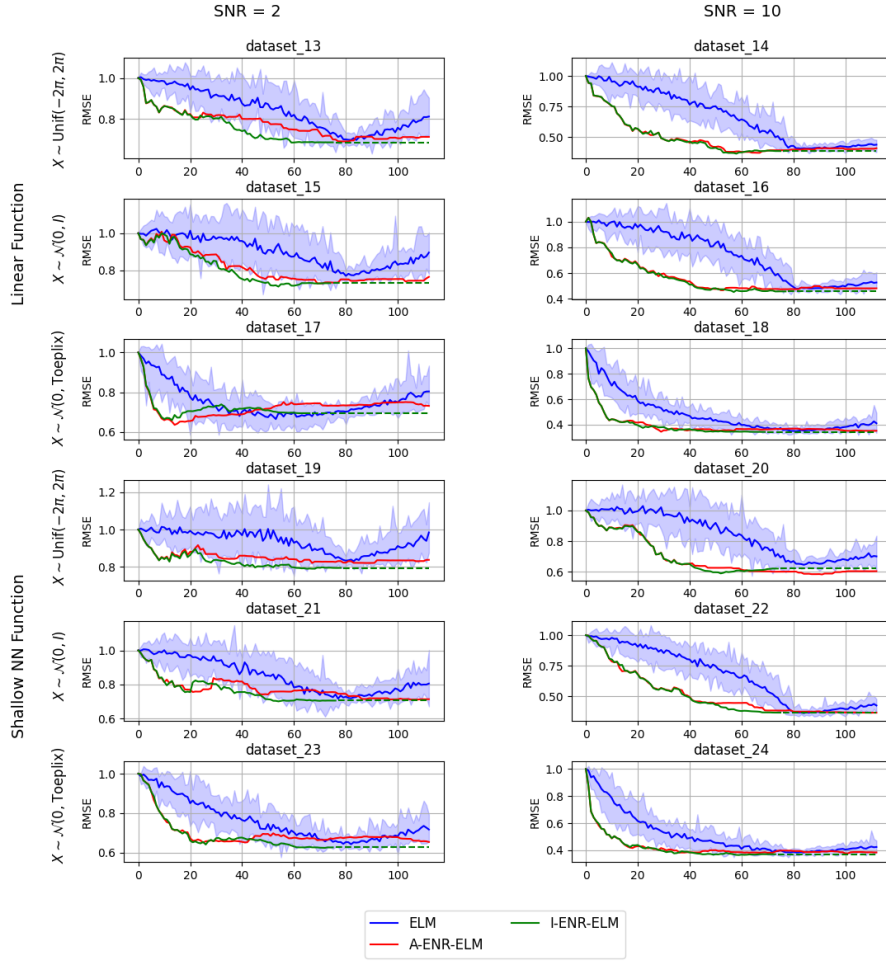 SNR = 2
SNR = 10
Linear Function
Shallow NN Function
dataset_13
X ~ Unif(−2π, 2π)
RMSE
1.0
0.8
0 20 40 60 80 100
dataset_14
RMSE
1.00
0.75
0.50
0 20 40 60 80 100
dataset_15
X ~ 𝒩(0, I)
RMSE
1.0
0.8
0 20 40 60 80 100
dataset_16
RMSE
1.0
0.8
0.6
0.4
0 20 40 60 80 100
dataset_17
X ~ 𝒩(0, Toeplix)
RMSE
1.0
0.8
0.6
0 20 40 60 80 100
dataset_18
RMSE
1.0
0.8
0.6
0.4
0 20 40 60 80 100
dataset_19
X ~ Unif(−2π, 2π)
RMSE
1.2
1.0
0.8
0 20 40 60 80 100
dataset_20
RMSE
1.0
0.8
0.6
0 20 40 60 80 100
dataset_21
X ~ 𝒩(0, I)
RMSE
1.0
0.8
0.6
0 20 40 60 80 100
dataset_22
RMSE
1.00
0.75
0.50
0 20 40 60 80 100
dataset_23
X ~ 𝒩(0, Toeplix)
RMSE
1.0
0.8
0.6
0 20 40 60 80 100
dataset_24
RMSE
1.0
0.8
0.6
0.4
0 20 40 60 80 100
ELM
A-ENR-ELM
I-ENR-ELM